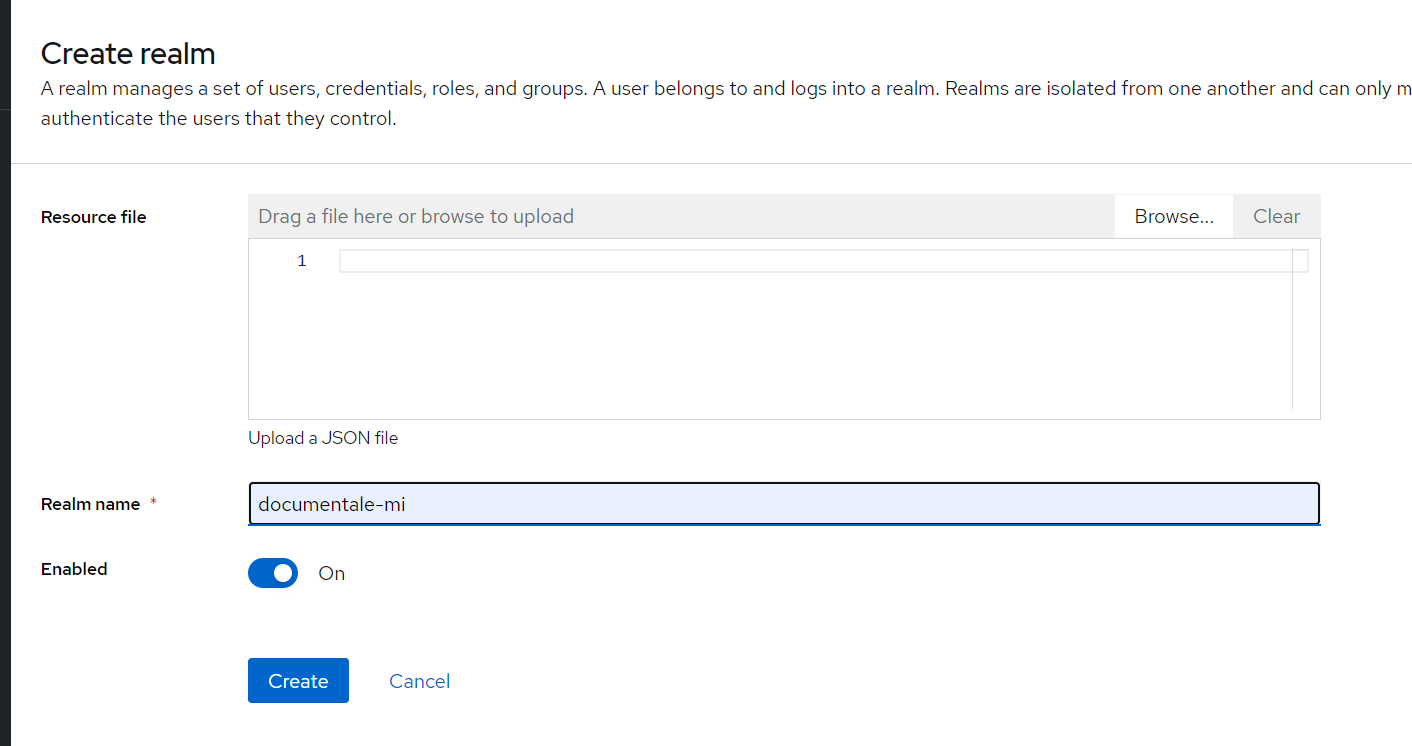 Create realm
A realm manages a set of users, credentials, roles, and groups. A user belongs to and logs into a realm. Realms are isolated from one another and can only m
authenticate the users that they control.
Resource file
Drag a file here or browse to upload
Browse...
Clear
1
Upload a JSON file
Realm name *
documentale-mi
Enabled
On
Create
Cancel